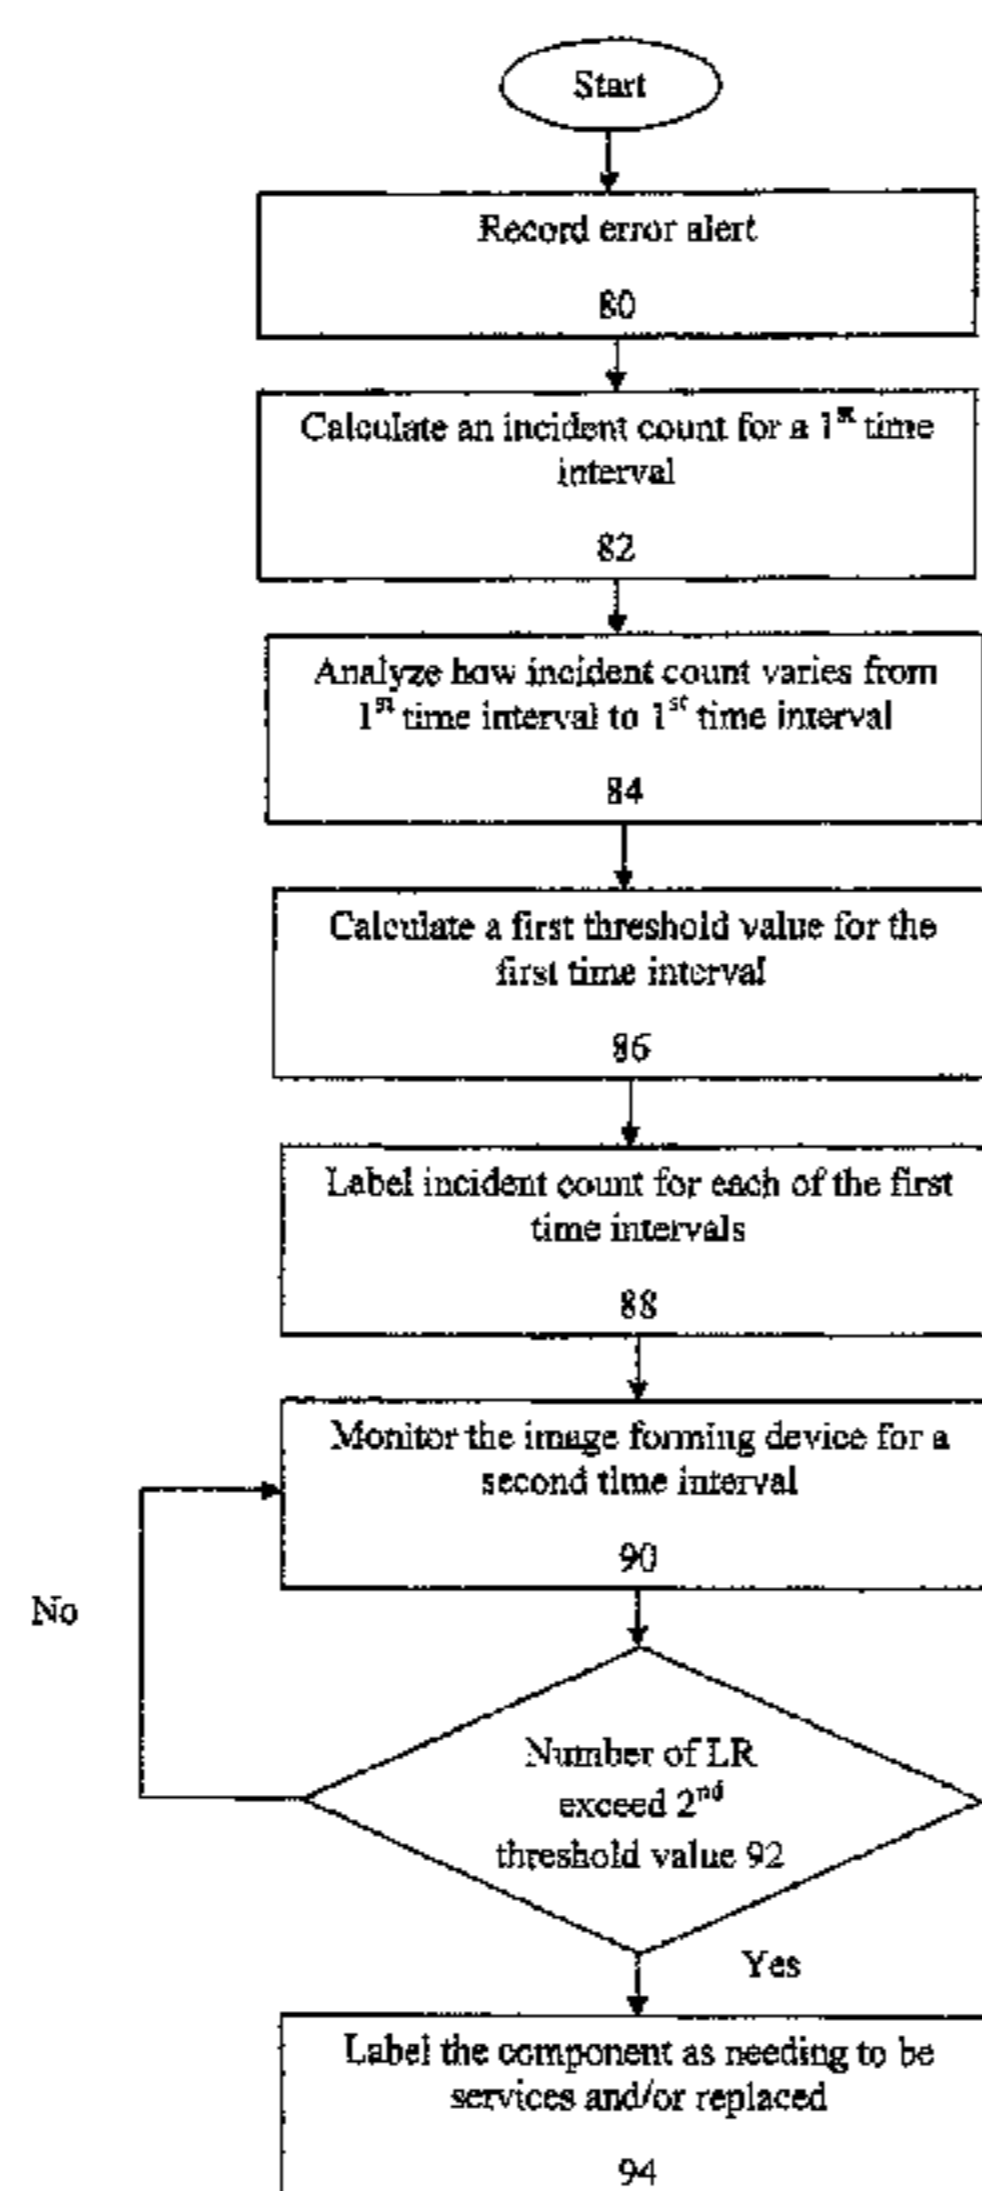 Start
Record error alert
80
Calculate an incident count for a 1st time
interval
82
Analyze how incident count varies from
1st time interval to 1st time interval
84
Calculate a first threshold value for the
first time interval
86
Label incident count for each of the first
time intervals
88
Monitor the image forming device for a
second time interval
90
No
Number of LR
exceed 2nd
threshold value 92
Yes
Label the component as needing to be
services and/or replaced
94